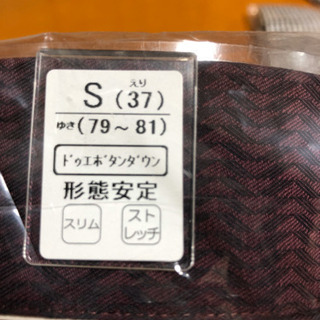 えり
S(37)
ゆき(79～81)
ﾄﾞｩｴﾎﾞﾀﾝﾀﾞｳﾝ
形態安定
スリム
スト
レッチ